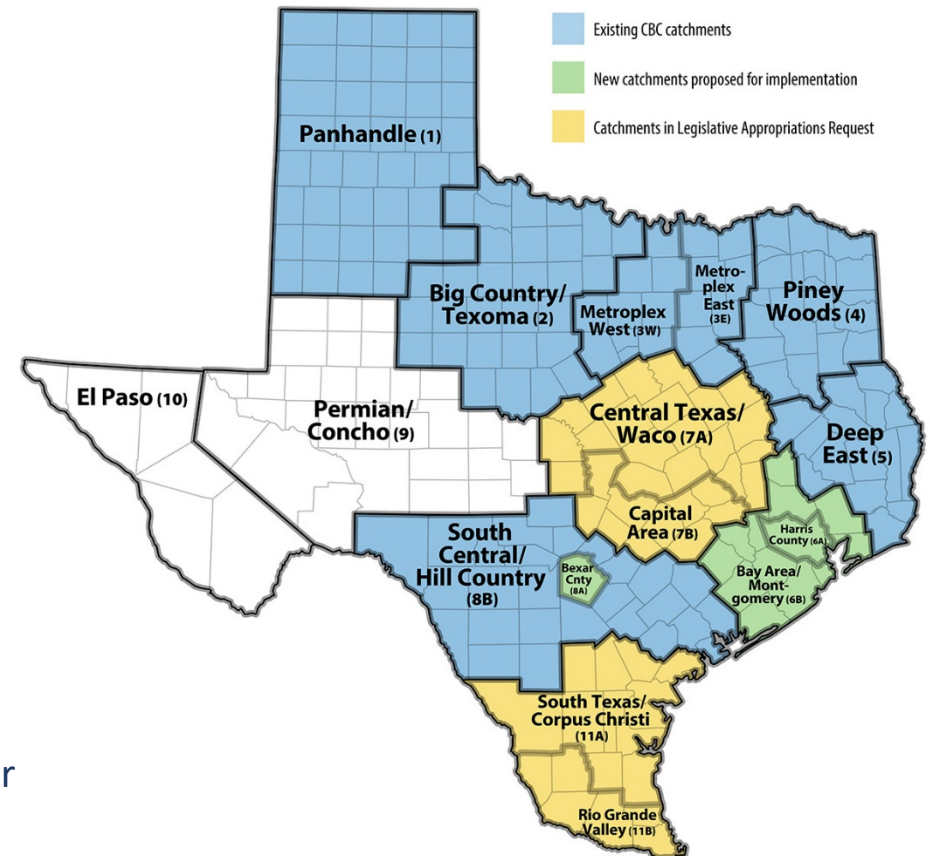 Existing CBC catchments
New catchments proposed for implementation
Catchments in Legislative Appropriations Request
Panhandle (1)
Big Country/
Texoma (2)
Metroplex
West (3W)
Metro-
plex
East
(3E)
Piney
Woods (4)
El Paso (10)
Permian/
Concho (9)
Central Texas/
Waco (7A)
Deep
East (5)
Capital
Area (7B)
Harris
County (6A)
South
Central/
Hill Country
(8B)
Bexar
Cnty
(8A)
Bay Area/
Mont-
gomery (6B)
South Texas/
Corpus Christi
(11A)
Rio Grande
Valley (11B)
r